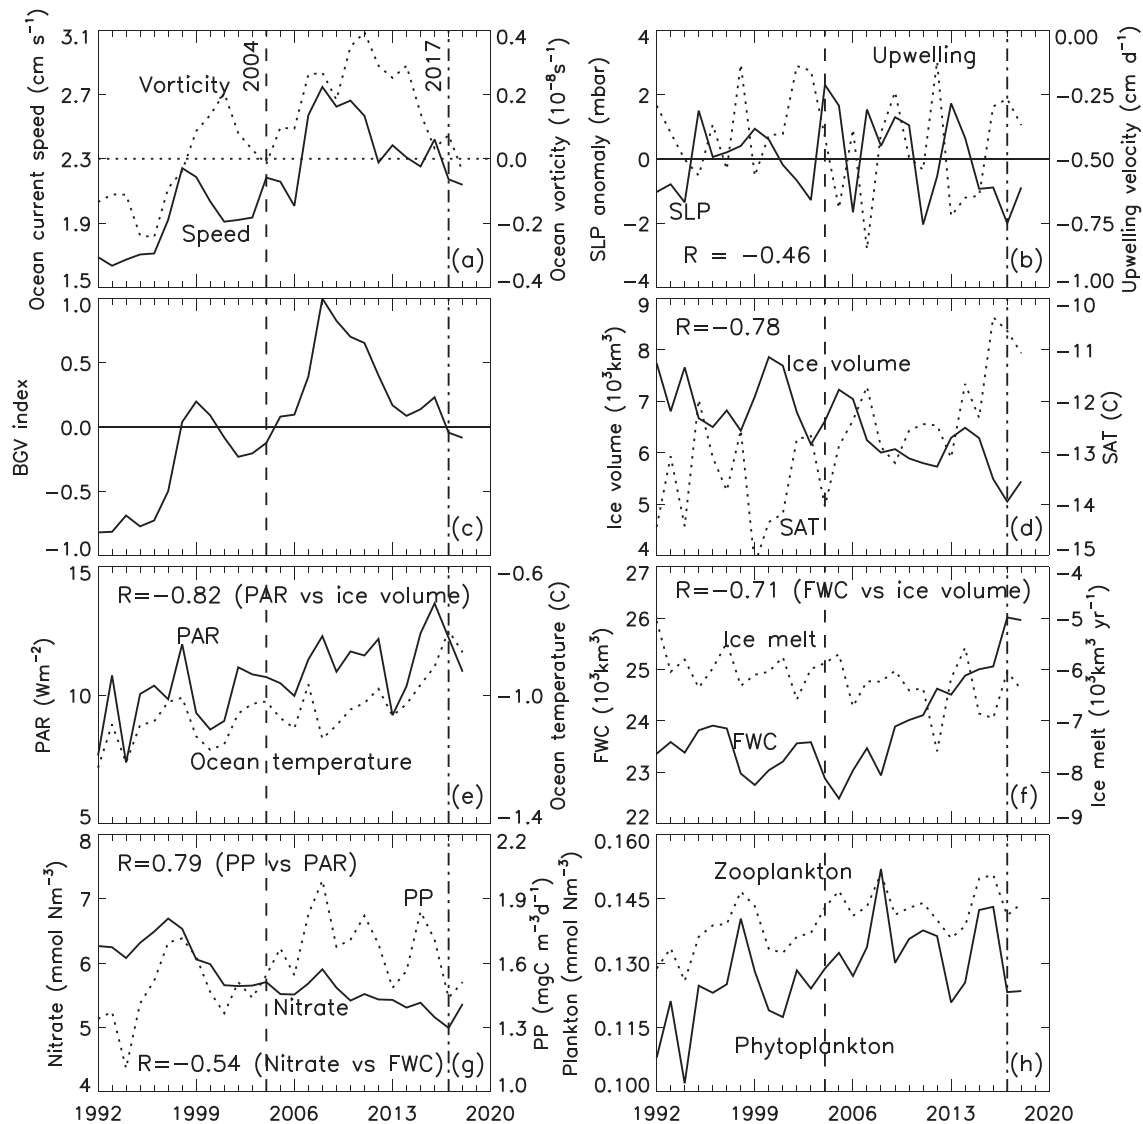 3.1
2.7
2.3
1.9
1.5
Ocean current speed (cm s⁻¹)
Vorticity
2004
2017
Speed
(a)
0.4
0.2
0.0
−0.2
−0.4
Ocean vorticity (10⁻⁸s⁻¹)
4
2
0
−2
−4
SLP anomaly (mbar)
Upwelling
SLP
R = −0.46
(b)
0.00
−0.25
−0.50
−0.75
−1.00
Upwelling velocity (cm d⁻¹)
1.0
0.5
0.0
−0.5
−1.0
BGV index
(c)
9
8
7
6
5
4
Ice volume (10³km³)
R=−0.78
Ice volume
SAT
(d)
−10
−11
−12
−13
−14
−15
SAT (C)
15
10
5
PAR (Wm⁻²)
R=−0.82 (PAR vs ice volume)
PAR
Ocean temperature
(e)
−0.6
−1.0
−1.4
Ocean temperature (C)
27
26
25
24
23
22
FWC (10³km³)
R=−0.71 (FWC vs ice volume)
Ice melt
FWC
(f)
−4
−5
−6
−7
−8
−9
Ice melt (10³km³ yr⁻¹)
8
7
6
5
4
Nitrate (mmol Nm⁻³)
R=0.79 (PP vs PAR)
PP
Nitrate
R=−0.54 (Nitrate vs FWC)
(g)
2.2
1.9
1.6
1.3
1.0
PP (mgC m⁻³d⁻¹)
0.160
0.145
0.130
0.115
0.100
Plankton (mmol Nm⁻³)
Zooplankton
Phytoplankton
(h)
1992 1999 2006 2013 2020
1992 1999 2006 2013 2020